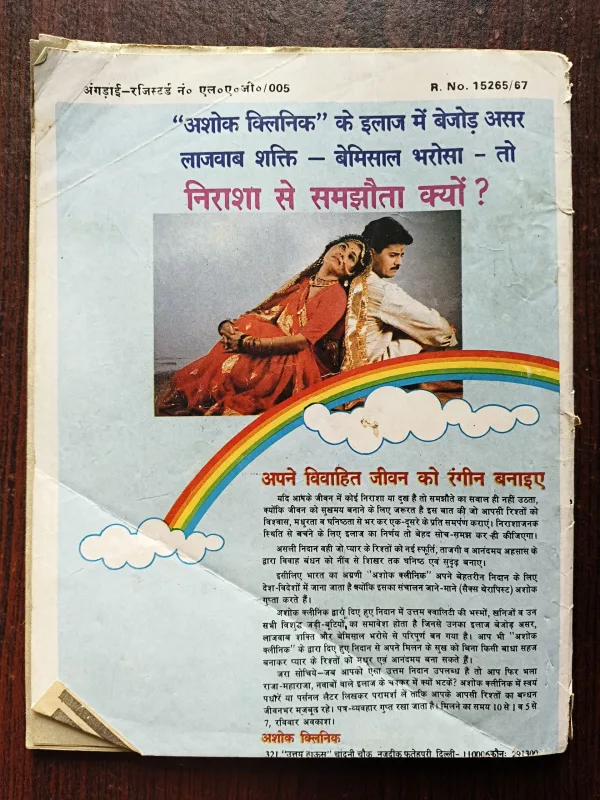 अंगड़ाई–रजिस्टर्ड नं० एल०ए०जी०/005
R. No. 15265/67
“अशोक क्लिनिक” के इलाज में बेजोड़ असर
लाजवाब शक्ति – बेमिसाल भरोसा - तो
निराशा से समझौता क्यों ?
अपने विवाहित जीवन को रंगीन बनाइए
यदि आपके जीवन में कोई निराशा या दुख है तो समझौते का सवाल ही नहीं उठता,
क्योंकि जीवन को सुखमय बनाने के लिए जरूरत है इस बात की जो आपसी रिश्तों को
विश्वास, मधुरता व घनिष्ठता से भर कर एक-दूसरे के प्रति समर्पण कराएं। निराशाजनक
स्थिति से बचने के लिए इलाज का निर्णय तो बेहद सोच-समझ कर ही कीजिएगा।
असली निदान वही जो प्यार के रिश्तों को नई स्फूर्ति, ताजगी व आनंदमय अहसास के
द्वारा विवाह बंधन को नींव से शिखर तक घनिष्ठ एवं सुदृढ़ बनाए।
इसीलिए भारत का अग्रणी "अशोक क्लीनिक" अपने बेहतरीन निदान के लिए
देश-विदेशों में जाना जाता है क्योंकि इसका संचालन जाने-माने (सैक्स थेरापिस्ट) अशोक
गुप्ता करते हैं।
अशोक क्लीनिक द्वारा दिए हुए निदान में उत्तम क्वालिटी की भस्मों, खनिजों व उन
सभी विशुद्ध जड़ी-बूटियों का समावेश होता है जिनसे उनका इलाज बेजोड़ असर,
लाजवाब शक्ति और बेमिसाल भरोसे से परिपूर्ण बन गया है। आप भी "अशोक
क्लीनिक" के द्वारा दिए हुए निदान से अपने मिलन के सुख को बिना किसी बाधा सहज
बनाकर प्यार के रिश्तों को मधुर एवं आनंदमय बना सकते हैं।
जरा सोचिये–जब आपको ऐसा उत्तम निदान उपलब्ध है तो आप फिर भला
राजा-महाराजा, नवाबों वाले इलाज के चक्कर में क्यों भटकें? अशोक क्लीनिक में स्वयं
पधारें या पर्सनल लैटर लिखकर परामर्श लें ताकि आपके आपसी रिश्तों का बन्धन
जीवनभर मजबूत रहे। पत्र-व्यवहार गुप्त रखा जाता है। मिलने का समय 10 से 1 व 5 से
7, रविवार अवकाश।
अशोक क्लिनिक
321 "उत्तम हाऊस" चांदनी चौक, नजदीक फतेहपुरी, दिल्ली-